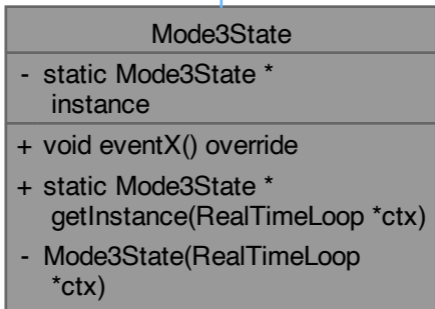 Mode3State
- static Mode3State *
instance
+ void eventX() override
+ static Mode3State *
getInstance(RealTimeLoop *ctx)
- Mode3State(RealTimeLoop
*ctx)